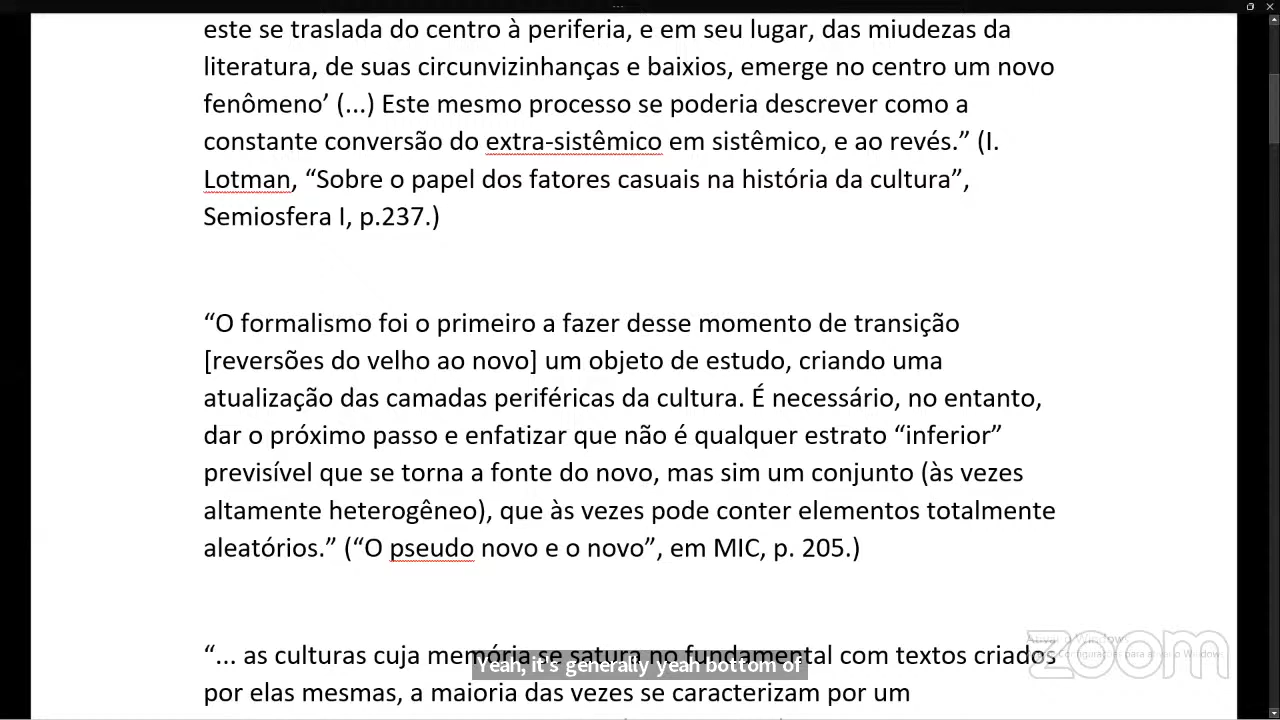 este se traslada do centro à periferia, e em seu lugar, das miudezas da
literatura, de suas circunvizinhanças e baixios, emerge no centro um novo
fenômeno’ (...) Este mesmo processo se poderia descrever como a
constante conversão do extra-sistêmico em sistêmico, e ao revés.” (I.
Lotman, “Sobre o papel dos fatores casuais na história da cultura”,
Semiosfera I, p.237.)
“O formalismo foi o primeiro a fazer desse momento de transição
[reversões do velho ao novo] um objeto de estudo, criando uma
atualização das camadas periféricas da cultura. É necessário, no entanto,
dar o próximo passo e enfatizar que não é qualquer estrato “inferior”
previsível que se torna a fonte do novo, mas sim um conjunto (às vezes
altamente heterogêneo), que às vezes pode conter elementos totalmente
aleatórios.” (“O pseudo novo e o novo”, em MIC, p. 205.)
“... as culturas cuja memória se satura no fundamental com textos criados
por elas mesmas, a maioria das vezes se caracterizam por um
Yeah, it's generally yeah bottom of
Ativar o Windows
zoom